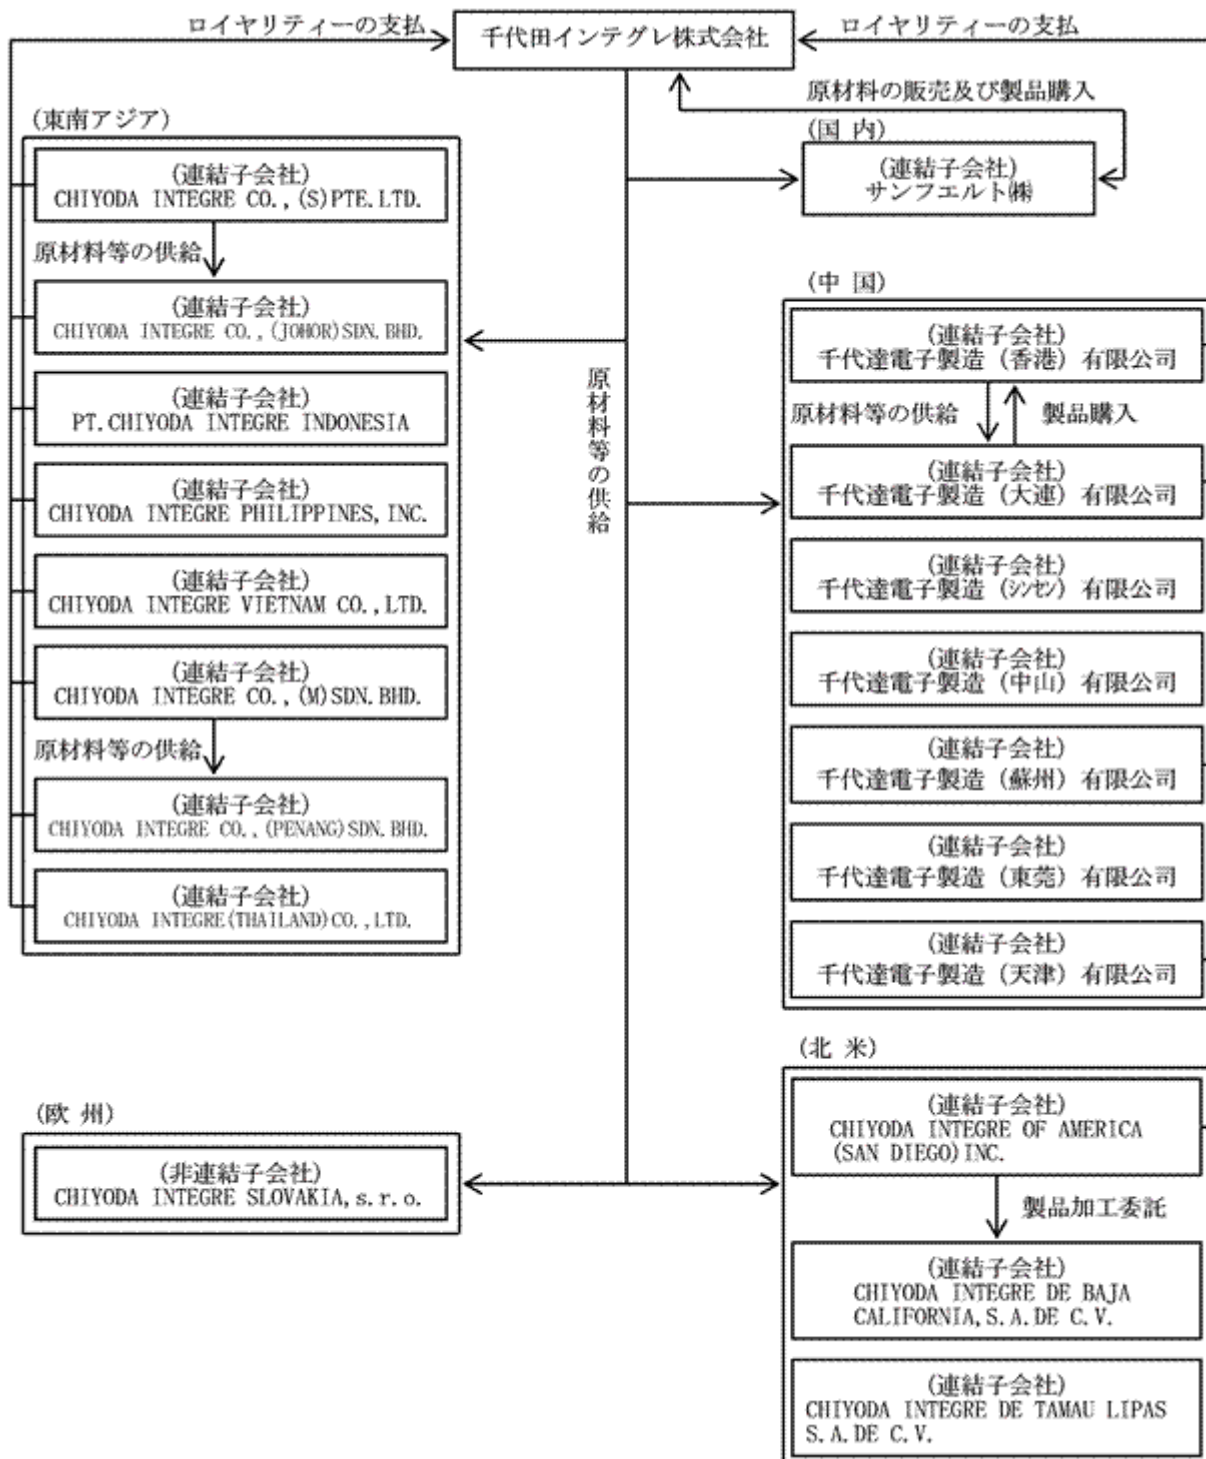 ロイヤリティーの支払
千代田インテグレ株式会社
ロイヤリティーの支払
原材料の販売及び製品購入
(国 内)
(連結子会社)
サンフエルト㈱
(東南アジア)
(連結子会社)
CHIYODA INTEGRE CO.,(S)PTE.LTD.
原材料等の供給
(連結子会社)
CHIYODA INTEGRE CO.,(JOHOR)SDN.BHD.
(連結子会社)
PT.CHIYODA INTEGRE INDONESIA
(連結子会社)
CHIYODA INTEGRE PHILIPPINES,INC.
(連結子会社)
CHIYODA INTEGRE VIETNAM CO.,LTD.
(連結子会社)
CHIYODA INTEGRE CO.,(M)SDN.BHD.
原材料等の供給
(連結子会社)
CHIYODA INTEGRE CO.,(PENANG)SDN.BHD.
(連結子会社)
CHIYODA INTEGRE(THAILAND)CO.,LTD.
原材料等の供給
(中 国)
(連結子会社)
千代達電子製造(香港)有限公司
原材料等の供給
製品購入
(連結子会社)
千代達電子製造(大連)有限公司
(連結子会社)
千代達電子製造(シンセン)有限公司
(連結子会社)
千代達電子製造(中山)有限公司
(連結子会社)
千代達電子製造(蘇州)有限公司
(連結子会社)
千代達電子製造(東莞)有限公司
(連結子会社)
千代達電子製造(天津)有限公司
(欧 州)
(非連結子会社)
CHIYODA INTEGRE SLOVAKIA,s.r.o.
(北 米)
(連結子会社)
CHIYODA INTEGRE OF AMERICA
(SAN DIEGO)INC.
製品加工委託
(連結子会社)
CHIYODA INTEGRE DE BAJA
CALIFORNIA,S.A.DE C.V.
(連結子会社)
CHIYODA INTEGRE DE TAMAU LIPAS
S.A.DE C.V.